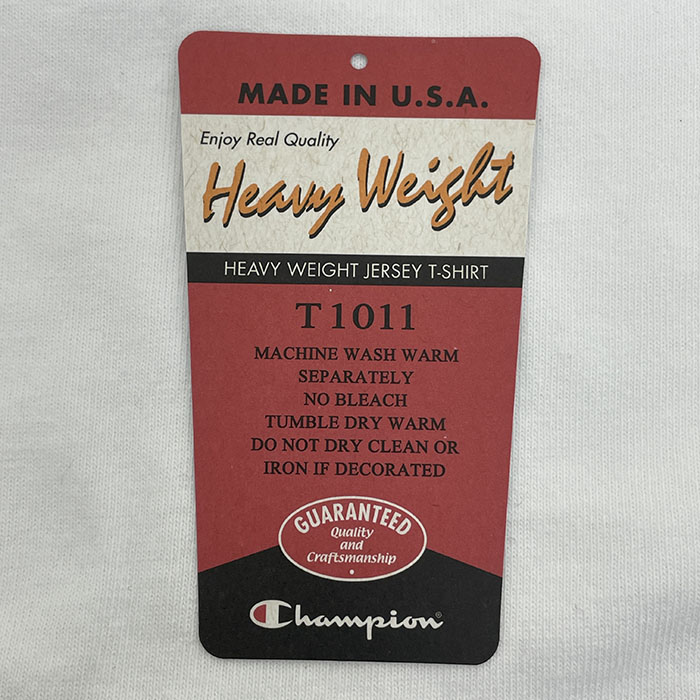 MADE IN U.S.A.
Enjoy Real Quality
Heavy Weight
HEAVY WEIGHT JERSEY T-SHIRT
T 1011
MACHINE WASH WARM
SEPARATELY
NO BLEACH
TUMBLE DRY WARM
DO NOT DRY CLEAN OR
IRON IF DECORATED
GUARANTEED
Quality
and
Craftsmanship
Champion®